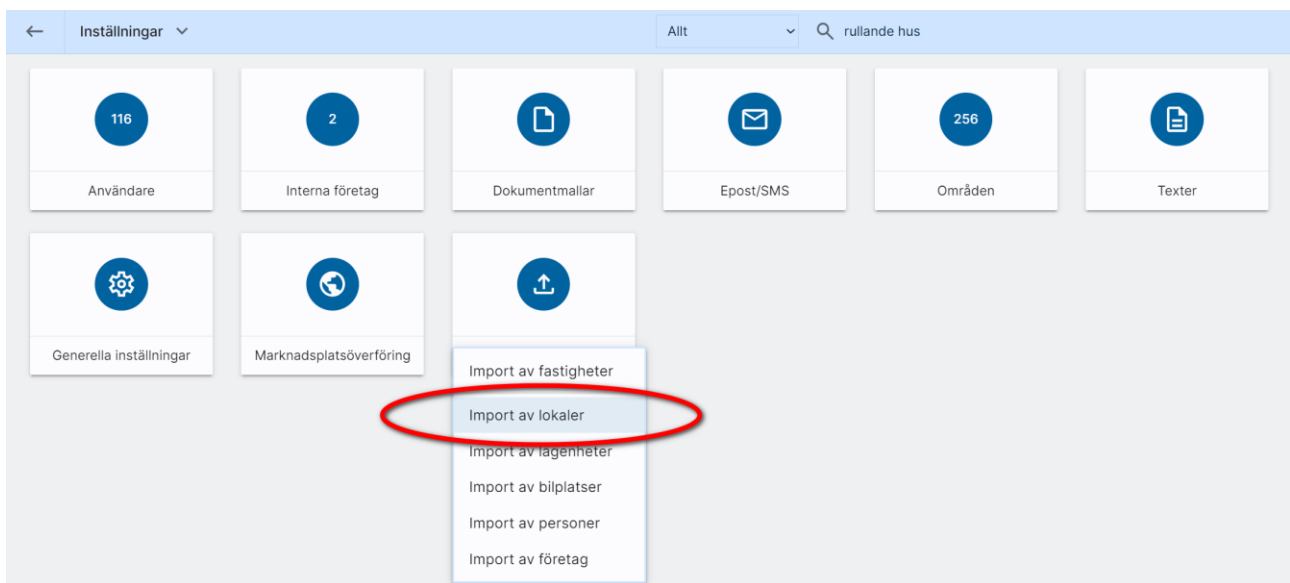 Inställningar
Allt
rullande hus
116
2
256
Användare
Interna företag
Dokumentmallar
Epost/SMS
Områden
Texter
Generella inställningar
Marknadsplatsöverföring
Import av fastigheter
Import av lokaler
Import av lägenheter
Import av bilplatser
Import av personer
Import av företag